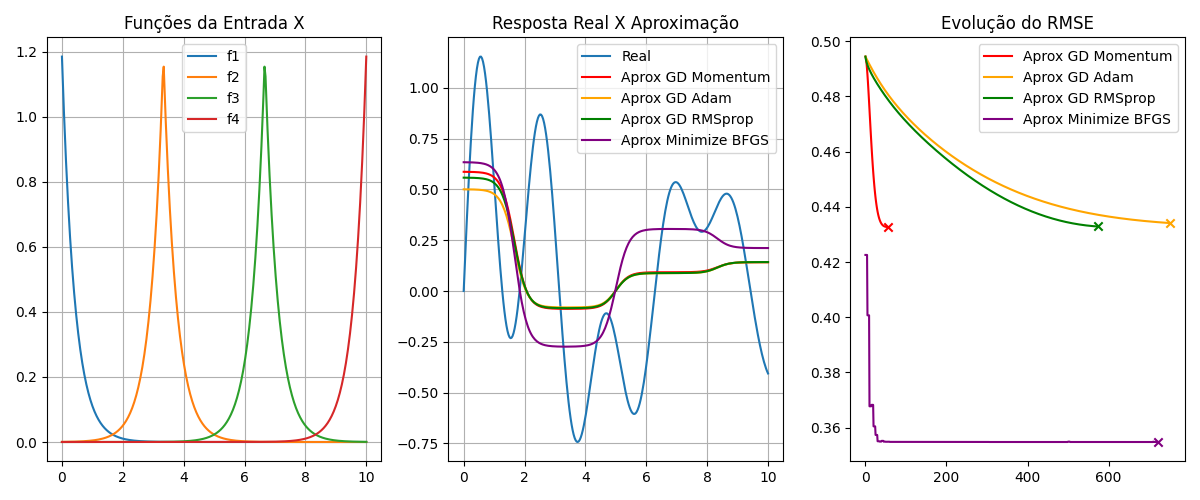 Funções da Entrada X
f1
f2
f3
f4
1.2
1.0
0.8
0.6
0.4
0.2
0.0
0 2 4 6 8 10
Resposta Real X Aproximação
Real
Aprox GD Momentum
Aprox GD Adam
Aprox GD RMSprop
Aprox Minimize BFGS
1.00
0.75
0.50
0.25
0.00
−0.25
−0.50
−0.75
0 2 4 6 8 10
Evolução do RMSE
Aprox GD Momentum
Aprox GD Adam
Aprox GD RMSprop
Aprox Minimize BFGS
0.50
0.48
0.46
0.44
0.42
0.40
0.38
0.36
0 200 400 600